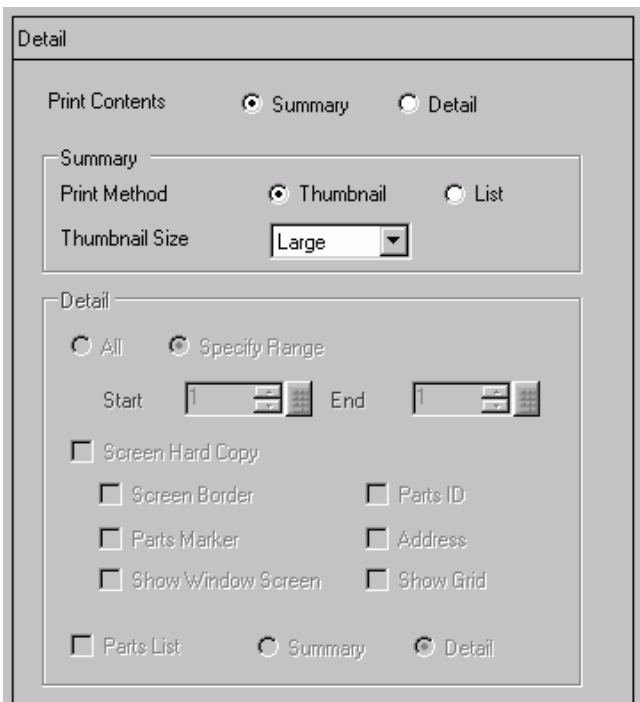 Detail
Print Contents Summary Detail
Summary
Print Method Thumbnail List
Thumbnail Size Large
Detail
All Specify Range
Start 1 End 1
Screen Hard Copy
Screen Border Parts ID
Parts Marker Address
Show Window Screen Show Grid
Parts List Summary Detail